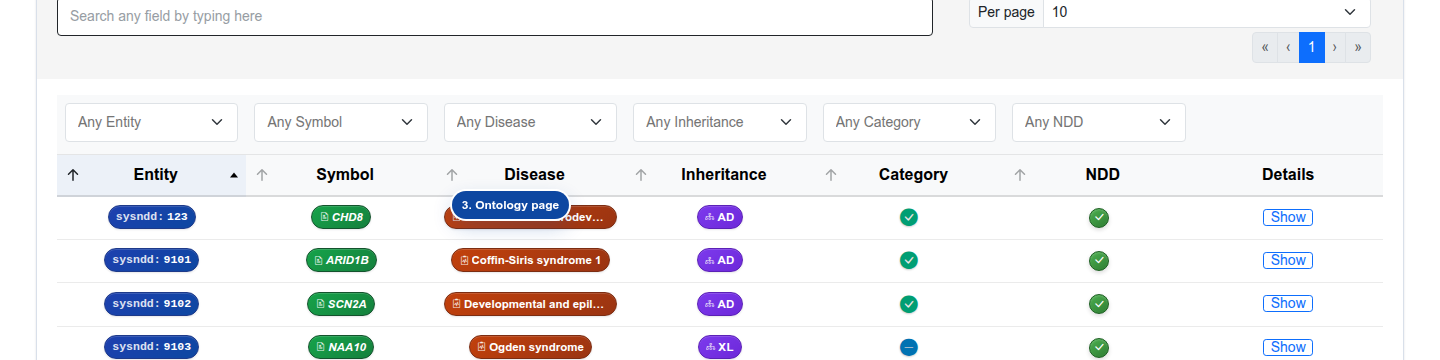 Search any field by typing here
Per page 10
« ‹ 1 › »
Any Entity Any Symbol Any Disease Any Inheritance Any Category Any NDD
Entity Symbol Disease Inheritance Category NDD Details
3. Ontology page
sysndd:123 CHD8 AD Show
sysndd:9101 ARID1B Coffin-Siris syndrome 1 AD Show
sysndd:9102 SCN2A Developmental and epil... AD Show
sysndd:9103 NAA10 Ogden syndrome XL Show